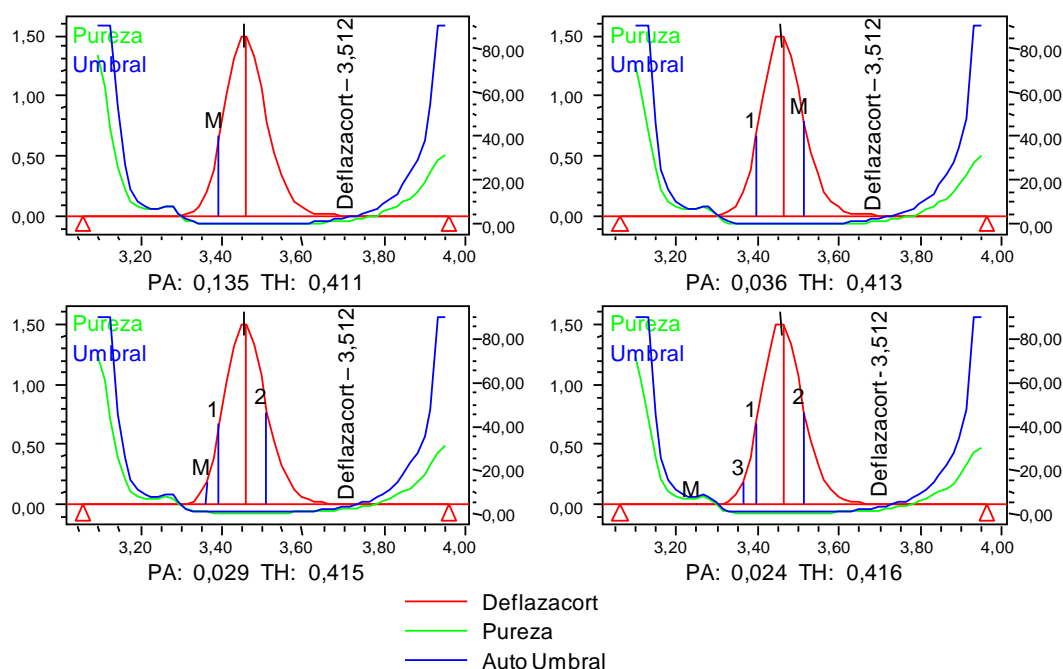 Pureza
Umbral
1,50
1,00
0,50
0,00
80,00
60,00
40,00
20,00
0,00
M
Deflazacort – 3,512
3,20 3,40 3,60 3,80 4,00
PA: 0,135 TH: 0,411
Puruza
Umbral
1,50
1,00
0,50
0,00
80,00
60,00
40,00
20,00
0,00
1 M
Deflazacort – 3,512
3,20 3,40 3,60 3,80 4,00
PA: 0,036 TH: 0,413
Pureza
Umbral
1,50
1,00
0,50
0,00
80,00
60,00
40,00
20,00
0,00
M 1 2
Deflazacort – 3,512
3,20 3,40 3,60 3,80 4,00
PA: 0,029 TH: 0,415
Pureza
Umbral
1,50
1,00
0,50
0,00
80,00
60,00
40,00
20,00
0,00
M 3 1 2
Deflazacort - 3,512
3,20 3,40 3,60 3,80 4,00
PA: 0,024 TH: 0,416
Deflazacort
Pureza
Auto Umbral